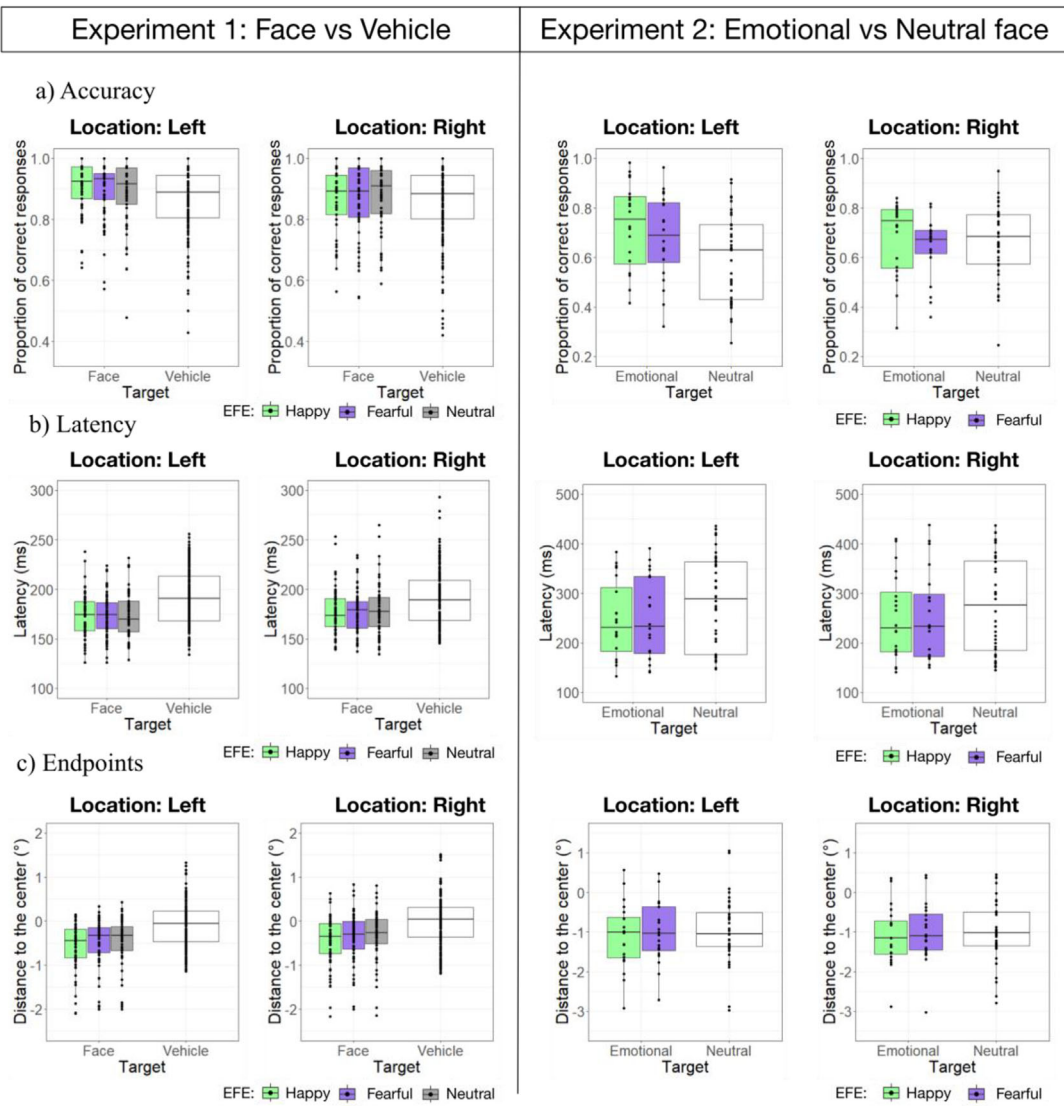 Experiment 1: Face vs Vehicle
Experiment 2: Emotional vs Neutral face
a) Accuracy
Location: Left
Location: Right
Location: Left
Location: Right
Proportion of correct responses
1.0
0.8
0.6
0.4
Face
Vehicle
Target
Proportion of correct responses
1.0
0.8
0.6
0.4
Face
Vehicle
Target
EFE: Happy Fearful Neutral
Proportion of correct responses
1.0
0.8
0.6
0.4
0.2
Emotional
Neutral
Target
Proportion of correct responses
1.0
0.8
0.6
0.4
0.2
Emotional
Neutral
Target
EFE: Happy Fearful
b) Latency
Location: Left
Location: Right
Location: Left
Location: Right
Latency (ms)
300
250
200
150
100
Face
Vehicle
Target
Latency (ms)
300
250
200
150
100
Face
Vehicle
Target
EFE: Happy Fearful Neutral
Latency (ms)
500
400
300
200
100
Emotional
Neutral
Target
Latency (ms)
500
400
300
200
100
Emotional
Neutral
Target
EFE: Happy Fearful
c) Endpoints
Location: Left
Location: Right
Location: Left
Location: Right
Distance to the center (°)
2
1
0
-1
-2
Face
Vehicle
Target
Distance to the center (°)
2
1
0
-1
-2
Face
Vehicle
Target
EFE: Happy Fearful Neutral
Distance to the center (°)
1
0
-1
-2
-3
Emotional
Neutral
Target
Distance to the center (°)
1
0
-1
-2
-3
Emotional
Neutral
Target
EFE: Happy Fearful